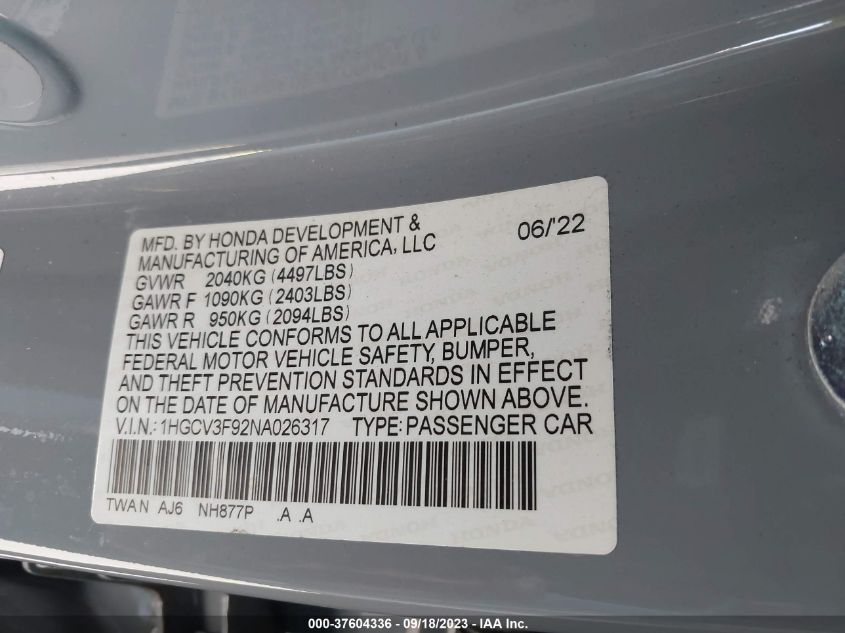 MFD. BY HONDA DEVELOPMENT & 06/'22
MANUFACTURING OF AMERICA, LLC
GVWR 2040KG (4497LBS)
GAWR F 1090KG (2403LBS)
GAWR R 950KG (2094LBS)
THIS VEHICLE CONFORMS TO ALL APPLICABLE
FEDERAL MOTOR VEHICLE SAFETY, BUMPER,
AND THEFT PREVENTION STANDARDS IN EFFECT
ON THE DATE OF MANUFACTURE SHOWN ABOVE.
V.I.N.: 1HGCV3F92NA026317 TYPE: PASSENGER CAR
TWAN AJ6 NH877P .A .A
000-37604336 - 09/18/2023 - IAA Inc.